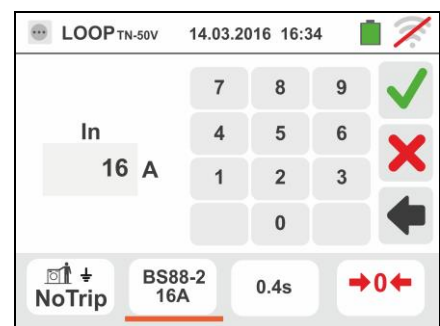 LOOP TN-50V 14.03.2016 16:34
7 8 9
In 4 5 6
16 A 1 2 3
0
NoTrip BS88-2 16A 0.4s 0